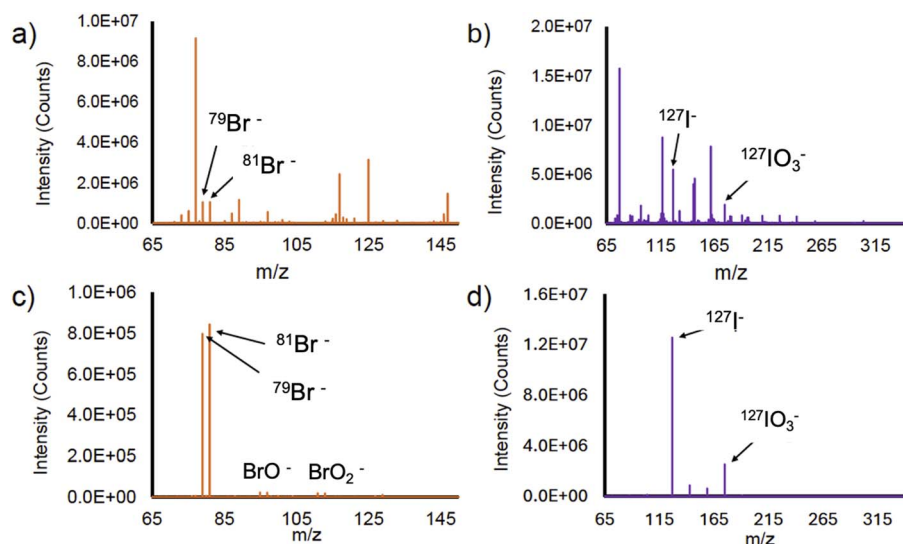 a)
Intensity (Counts)
1.0E+07
8.0E+06
6.0E+06
4.0E+06
2.0E+06
0.0E+00
⁷⁹Br ⁻
⁸¹Br ⁻
65 85 105 125 145
m/z
b)
Intensity (Counts)
2.0E+07
1.5E+07
1.0E+07
5.0E+06
0.0E+00
¹²⁷I⁻
¹²⁷IO₃⁻
65 115 165 215 265 315
m/z
c)
Intensity (Counts)
1.0E+06
8.0E+05
6.0E+05
4.0E+05
2.0E+05
0.0E+00
⁸¹Br ⁻
⁷⁹Br ⁻
BrO ⁻ BrO₂⁻
65 85 105 125 145
m/z
d)
Intensity (Counts)
1.6E+07
1.2E+07
8.0E+06
4.0E+06
0.0E+00
¹²⁷I⁻
¹²⁷IO₃⁻
65 115 165 215 265 315
m/z